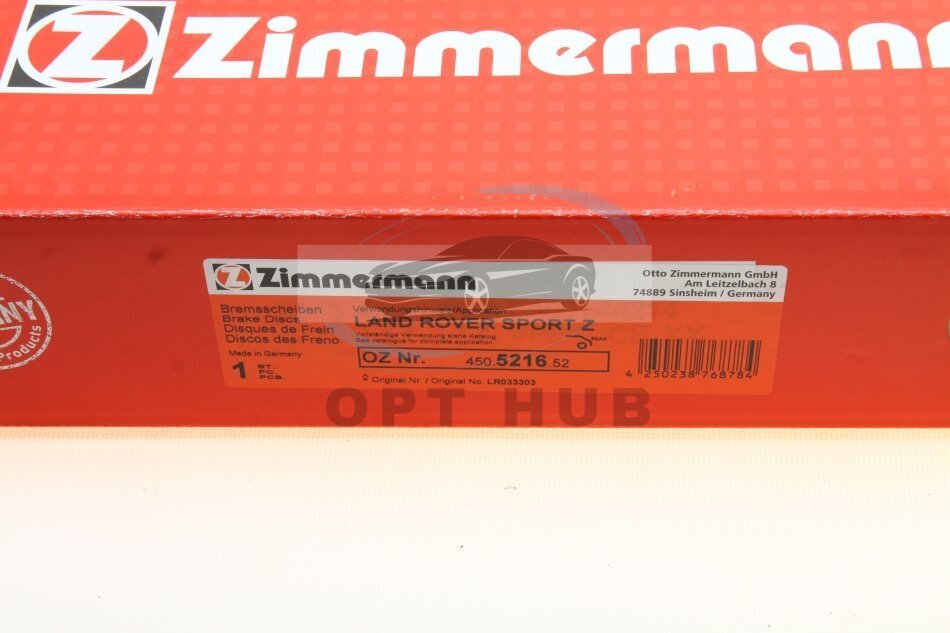 Z Zimmermann
Z Zimmermann
Otto Zimmermann GmbH
Am Leitzelbach 8
74889 Sinsheim / Germany
Bremsscheiben
Brake Discs
Disques de Frein
Discos des Freno
Made in Germany
1 ST.
PC.
PCS.
Verwendungshinweis/Application
LAND ROVER SPORT Z
Vollständige Verwendung siehe Katalog
See catalogue for complete application
REAR
OZ Nr. 450.5216.52
Original Nr. / Original No. LR033303
4 250238 768784
NY
Products
OPT HUB